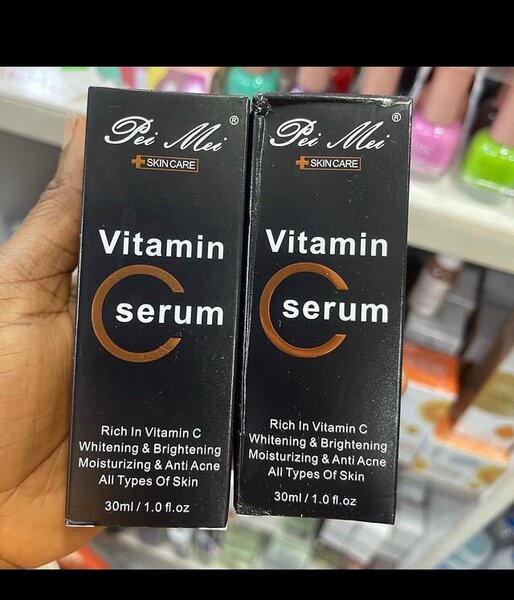 Pei Mei®
SKIN CARE
Vitamin
C serum
Rich In Vitamin C
Whitening & Brightening
Moisturizing & Anti Acne
All Types of Skin
30ml / 1.0 fl.oz
Pei Mei®
SKIN CARE
Vitamin
C serum
Rich In Vitamin C
Whitening & Brightening
Moisturizing & Anti Acne
All Types of Skin
30ml / 1.0 fl.oz